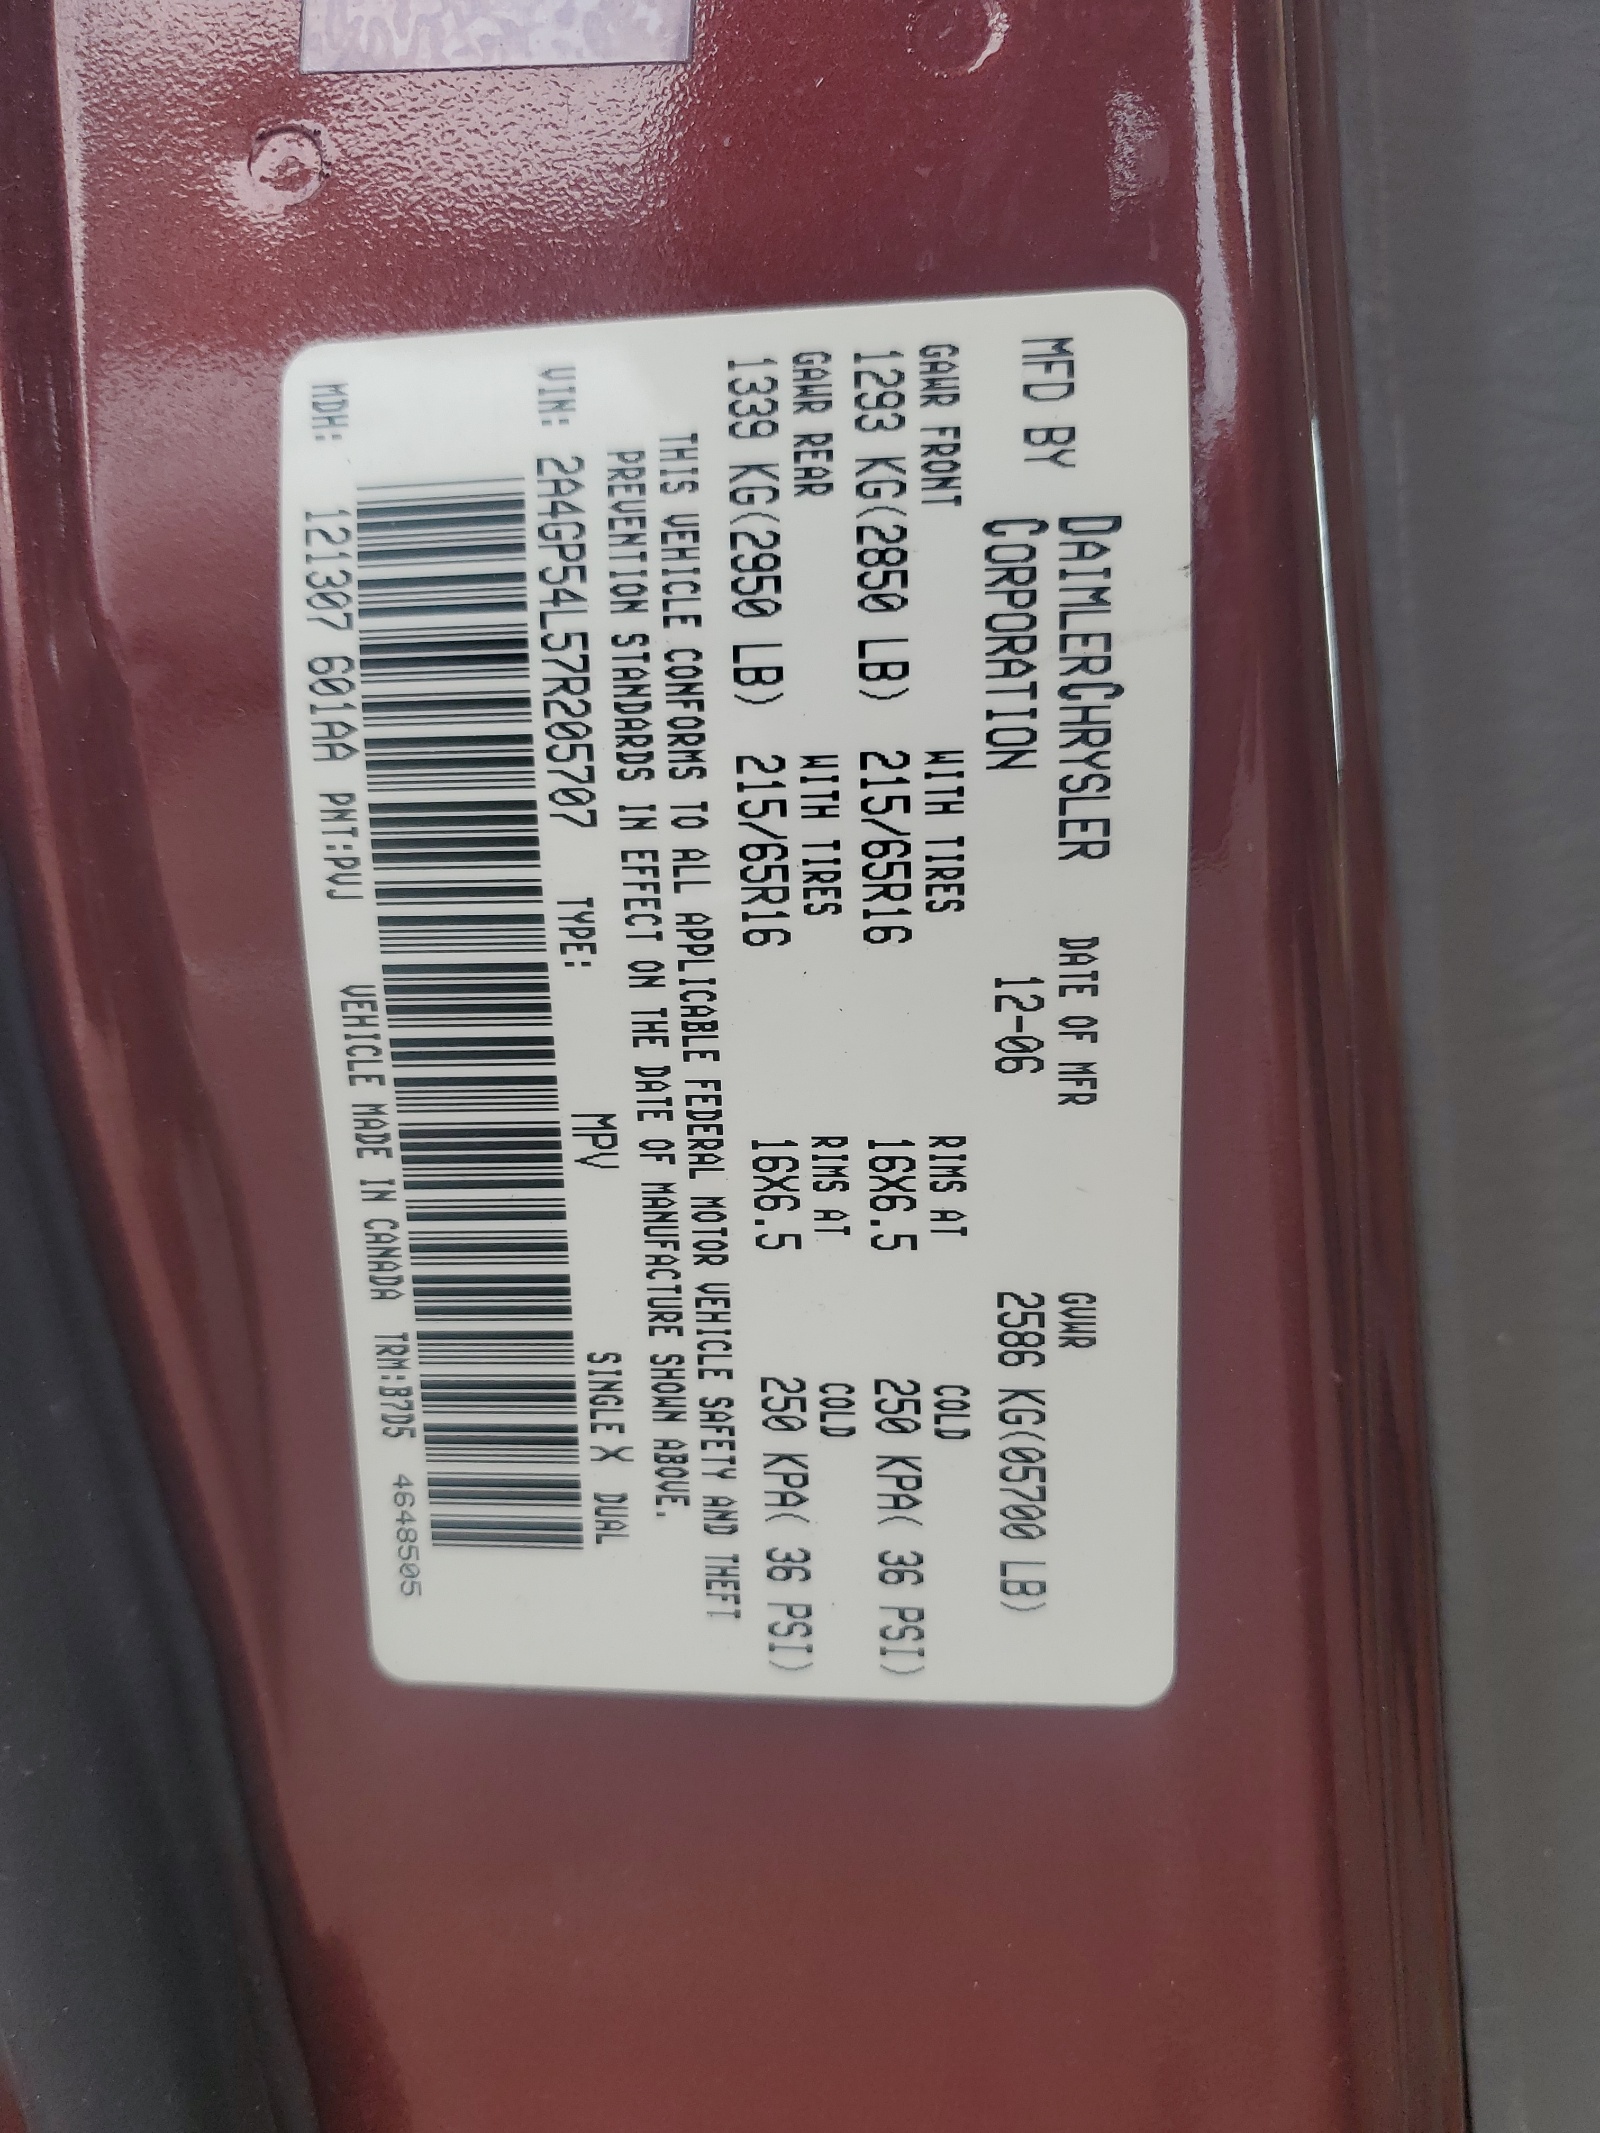 MFD BY DAIMLERCHRYSLER CORPORATION DATE OF MFR 12-06 GVWR 2586 KG(05700 LB)
GAWR FRONT WITH TIRES RIMS AT COLD
1293 KG(2850 LB) 215/65R16 16X6.5 250 KPA( 36 PSI)
GAWR REAR WITH TIRES RIMS AT COLD
1339 KG(2950 LB) 215/65R16 16X6.5 250 KPA( 36 PSI)
THIS VEHICLE CONFORMS TO ALL APPLICABLE FEDERAL MOTOR VEHICLE SAFETY AND THEFT
PREVENTION STANDARDS IN EFFECT ON THE DATE OF MANUFACTURE SHOWN ABOVE.
VIN: 2A4GP54L57R205707 TYPE: MPV SINGLE X DUAL
MDH: 121307 601AA PNT:PVJ VEHICLE MADE IN CANADA TRM:B7D5 4648505